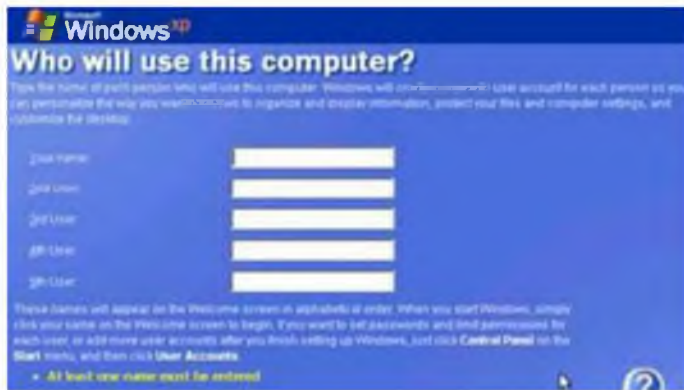 Microsoft
Windows xp
Who will use this computer?
Type the name of each person who will use this computer. Windows will create a separate user account for each person so you
can personalize the way you want Windows to organize and display information, protect your files and computer settings, and
customize the desktop.
Your name:
2nd User:
3rd User:
4th User:
5th User:
These names will appear on the Welcome screen in alphabetical order. When you start Windows, simply
click your name on the Welcome screen to begin. If you want to set passwords and limit permissions for
each user, or add more user accounts after you finish setting up Windows, just click Control Panel on the
Start menu, and then click User Accounts.
• At least one name must be entered
?